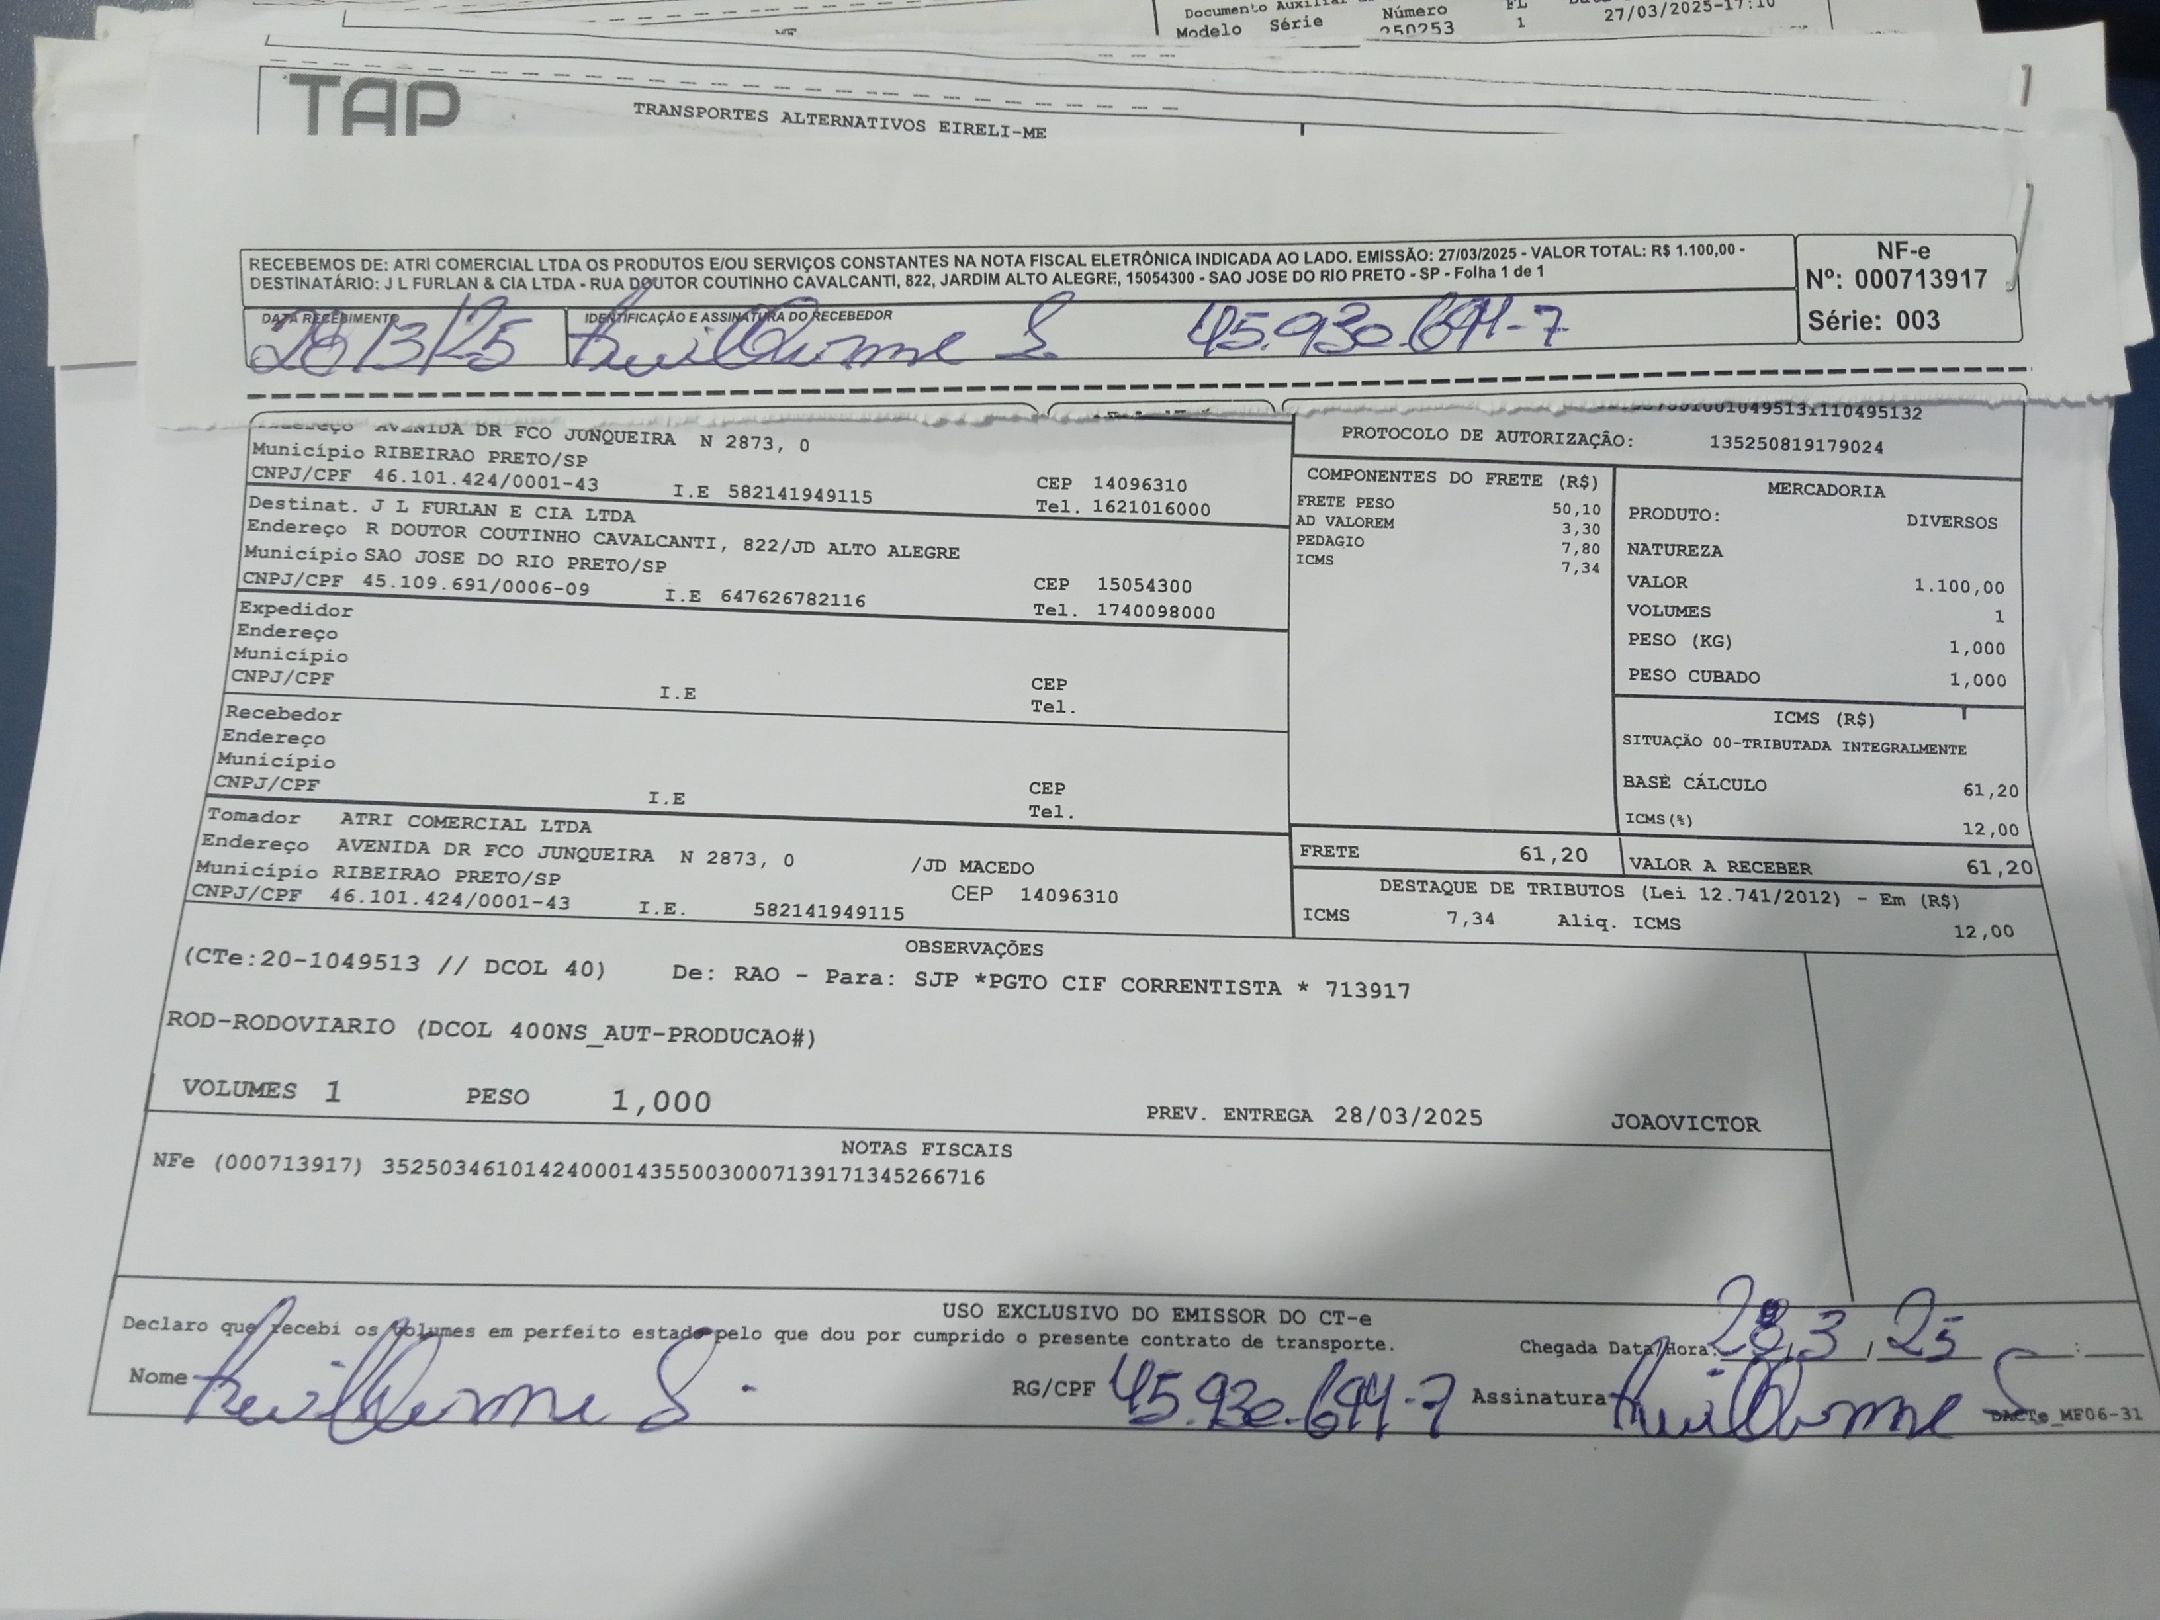 Documento Auxiliar
Modelo Série Número FL
250253 1 27/03/2025-17:10
TAP
TRANSPORTES ALTERNATIVOS EIRELI-ME
RECEBEMOS DE: ATRI COMERCIAL LTDA OS PRODUTOS E/OU SERVIÇOS CONSTANTES NA NOTA FISCAL ELETRÔNICA INDICADA AO LADO. EMISSÃO: 27/03/2025 - VALOR TOTAL: R$ 1.100,00 -
DESTINATÁRIO: J L FURLAN & CIA LTDA - RUA DOUTOR COUTINHO CAVALCANTI, 822, JARDIM ALTO ALEGRE, 15054300 - SAO JOSE DO RIO PRETO - SP - Folha 1 de 1
NF-e
Nº: 000713917
Série: 003
DATA RECEBIMENTO
28/3/25
IDENTIFICAÇÃO E ASSINATURA DO RECEBEDOR
Guilherme S. 45.930.644-7
Endereço AVENIDA DR FCO JUNQUEIRA N 2873, 0
Município RIBEIRAO PRETO/SP
CNPJ/CPF 46.101.424/0001-43 I.E 582141949115
CEP 14096310
Tel. 1621016000
Destinat. J L FURLAN E CIA LTDA
Endereço R DOUTOR COUTINHO CAVALCANTI, 822/JD ALTO ALEGRE
Município SAO JOSE DO RIO PRETO/SP
CNPJ/CPF 45.109.691/0006-09 I.E 647626782116
CEP 15054300
Tel. 1740098000
Expedidor
Endereço
Município
CNPJ/CPF I.E
CEP
Tel.
Recebedor
Endereço
Município
CNPJ/CPF I.E
CEP
Tel.
Tomador ATRI COMERCIAL LTDA
Endereço AVENIDA DR FCO JUNQUEIRA N 2873, 0 /JD MACEDO
Município RIBEIRAO PRETO/SP CEP 14096310
CNPJ/CPF 46.101.424/0001-43 I.E. 582141949115
PROTOCOLO DE AUTORIZAÇÃO: 135250819179024
COMPONENTES DO FRETE (R$)
FRETE PESO 50,10
AD VALOREM 3,30
PEDAGIO 7,80
ICMS 7,34
MERCADORIA
PRODUTO: DIVERSOS
NATUREZA
VALOR 1.100,00
VOLUMES 1
PESO (KG) 1,000
PESO CUBADO 1,000
ICMS (R$)
SITUAÇÃO 00-TRIBUTADA INTEGRALMENTE
BASE CÁLCULO 61,20
ICMS(%) 12,00
FRETE 61,20 VALOR A RECEBER 61,20
DESTAQUE DE TRIBUTOS (Lei 12.741/2012) - Em (R$)
ICMS 7,34 Aliq. ICMS 12,00
OBSERVAÇÕES
(CTe:20-1049513 // DCOL 40) De: RAO - Para: SJP *PGTO CIF CORRENTISTA * 713917
ROD-RODOVIARIO (DCOL 400NS_AUT-PRODUCAO#)
VOLUMES 1 PESO 1,000 PREV. ENTREGA 28/03/2025 JOAOVICTOR
NOTAS FISCAIS
NFe (000713917) 35250346101424000143550030007139171345266716
USO EXCLUSIVO DO EMISSOR DO CT-e
Declaro que recebi os volumes em perfeito estado pelo que dou por cumprido o presente contrato de transporte.
Chegada Data/Hora: 28/3/25 :
Nome Guilherme S. RG/CPF 45.930.644-7 Assinatura Guilherme S
DACTe_MF06-31